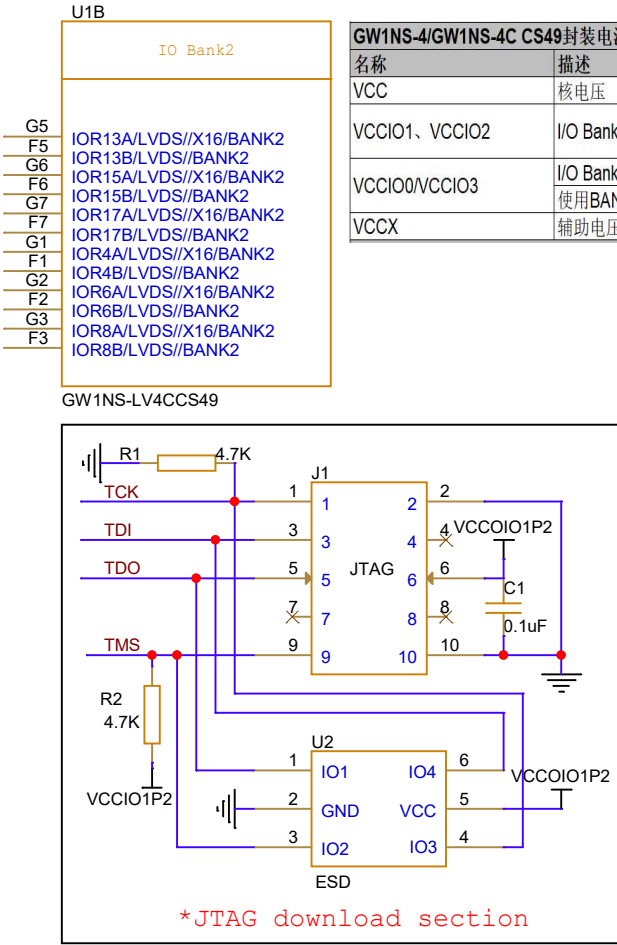 U1B
IO Bank2
G5 IOR13A/LVDS//X16/BANK2
F5 IOR13B/LVDS//BANK2
G6 IOR15A/LVDS//X16/BANK2
F6 IOR15B/LVDS//BANK2
G7 IOR17A/LVDS//X16/BANK2
F7 IOR17B/LVDS//BANK2
G1 IOR4A/LVDS//X16/BANK2
F1 IOR4B/LVDS//BANK2
G2 IOR6A/LVDS//X16/BANK2
F2 IOR6B/LVDS//BANK2
G3 IOR8A/LVDS//X16/BANK2
F3 IOR8B/LVDS//BANK2
GW1NS-LV4CCS49
GW1NS-4/GW1NS-4C CS49封装电
名称 描述
VCC 核电压
VCCIO1、VCCIO2 I/O Bank
VCCIO0/VCCIO3 I/O Bank
使用BAN
VCCX 辅助电压
R1 4.7K
J1
TCK 1 1 2 2
TDI 3 3 4 4 VCCOIO1P2
TDO 5 5 JTAG 6 6
C1
7 7 8 8
0.1uF
TMS 9 9 10 10
R2
4.7K
VCCIO1P2
U2
1 IO1 IO4 6
VCCOIO1P2
2 GND VCC 5
3 IO2 IO3 4
ESD
*JTAG download section